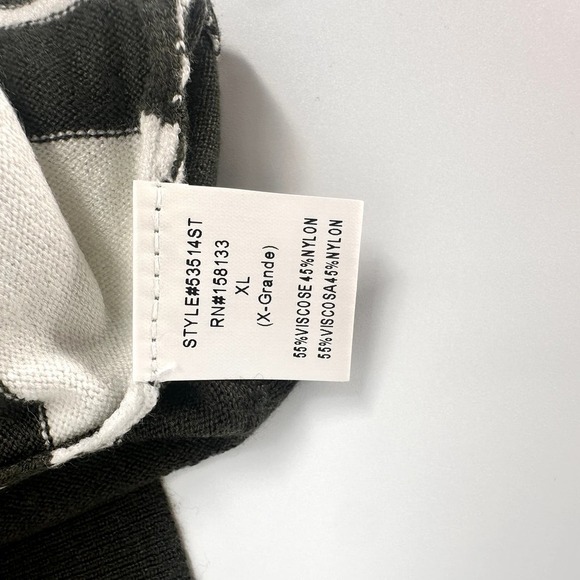 STYLE#53514ST
RN#158133
XL
(X-Grande)
55%VISCOSE 45%NYLON
55%VISCOSA45%NYLON